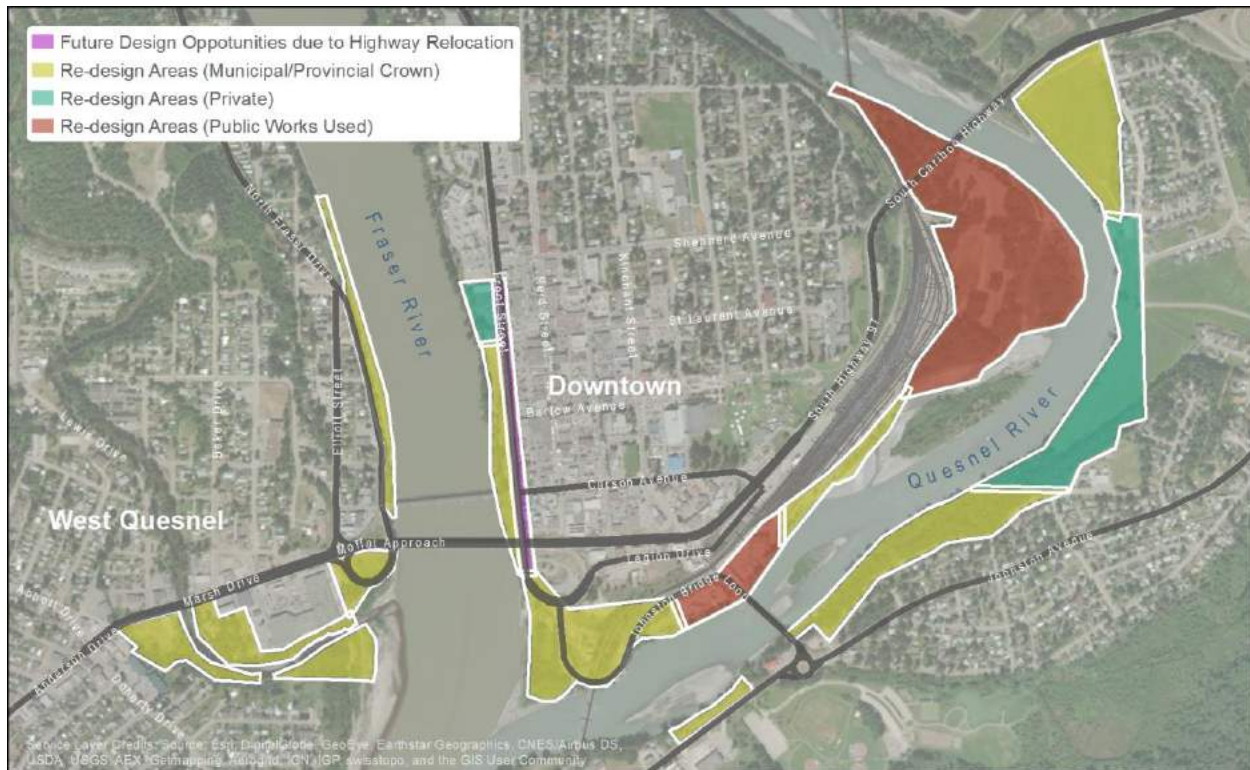 Future Design Oppotunities due to Highway Relocation
Re-design Areas (Municipal/Provincial Crown)
Re-design Areas (Private)
Re-design Areas (Public Works Used)
South Cariboo Highway
North Fraser Drive
Fraser River
Shepherd Avenue
Front Street
Reid Street
Kinchant Street
St Laurent Avenue
South Highway 97
Downtown
Barlow Avenue
Elliott Street
Baker Drive
Lewis Drive
Quesnel River
Carson Avenue
West Quesnel
Moffat Approach
Legion Drive
Johnston Avenue
Marsh Drive
Johnston Bridge Loop
Abbott Drive
Anderson Drive
Doherty Drive
Service Layer Credits: Source: Esri, DigitalGlobe, GeoEye, Earthstar Geographics, CNES/Airbus DS,
USDA, USGS, AEX, Getmapping, Aerogrid, IGN, IGP, swisstopo, and the GIS User Community